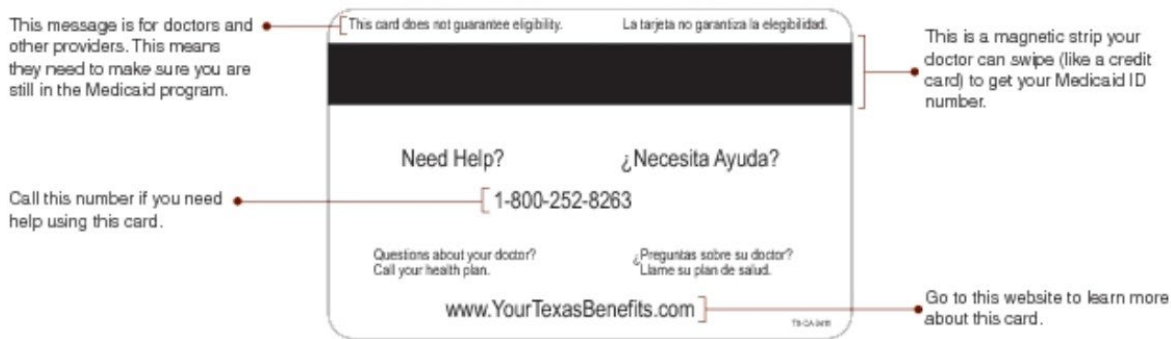 This message is for doctors and
other providers. This means
they need to make sure you are
still in the Medicaid program.
This card does not guarantee eligibility.
La tarjeta no garantiza la elegibilidad.
This is a magnetic strip your
doctor can swipe (like a credit
card) to get your Medicaid ID
number.
Need Help?
¿Necesita Ayuda?
Call this number if you need
help using this card.
1-800-252-8263
Questions about your doctor?
Call your health plan.
¿Preguntas sobre su doctor?
Llame su plan de salud.
www.YourTexasBenefits.com
Go to this website to learn more
about this card.